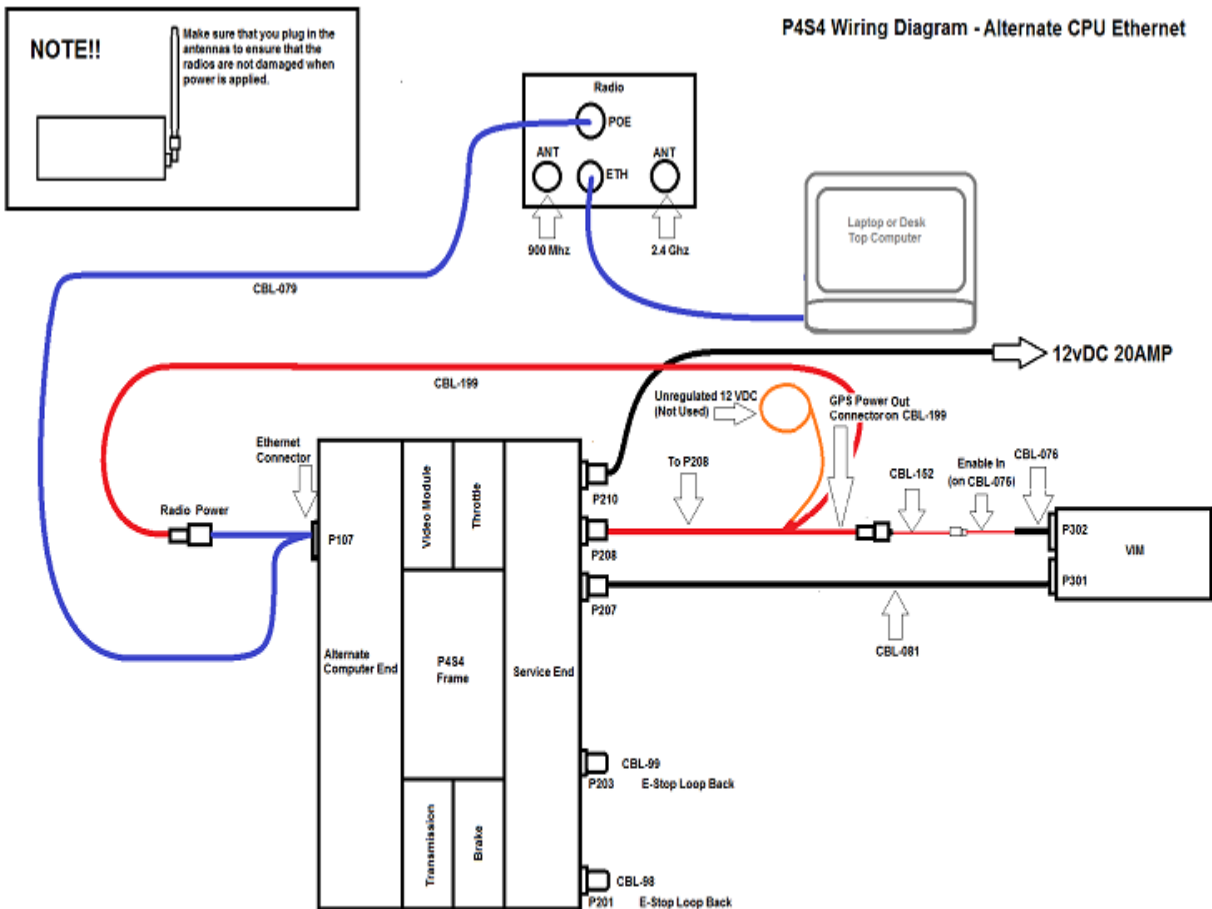 P4S4 Wiring Diagram - Alternate CPU Ethernet
NOTE!!
Make sure that you plug in the
antennas to ensure that the
radios are not damaged when
power is applied.
Radio
POE
ANT
ANT
ETH
900 Mhz
2.4 Ghz
Laptop or Desk
Top Computer
CBL-079
12vDC 20AMP
CBL-199
Unregulated 12 VDC
(Not Used)
GPS Power Out
Connector on CBL-199
Ethernet
Connector
To P208
CBL-152
Enable In
(on CBL-076i
CBL-076
Radio Power
P107
Video Module
Throttle
P210
P208
P207
P302
VIM
P301
CBL-081
Alternate
Computer End
P4S4
Frame
Service End
CBL-99
P203
E-Stop Loop Back
Transmission
Brake
CBL-98
P201
E-Stop Loop Back